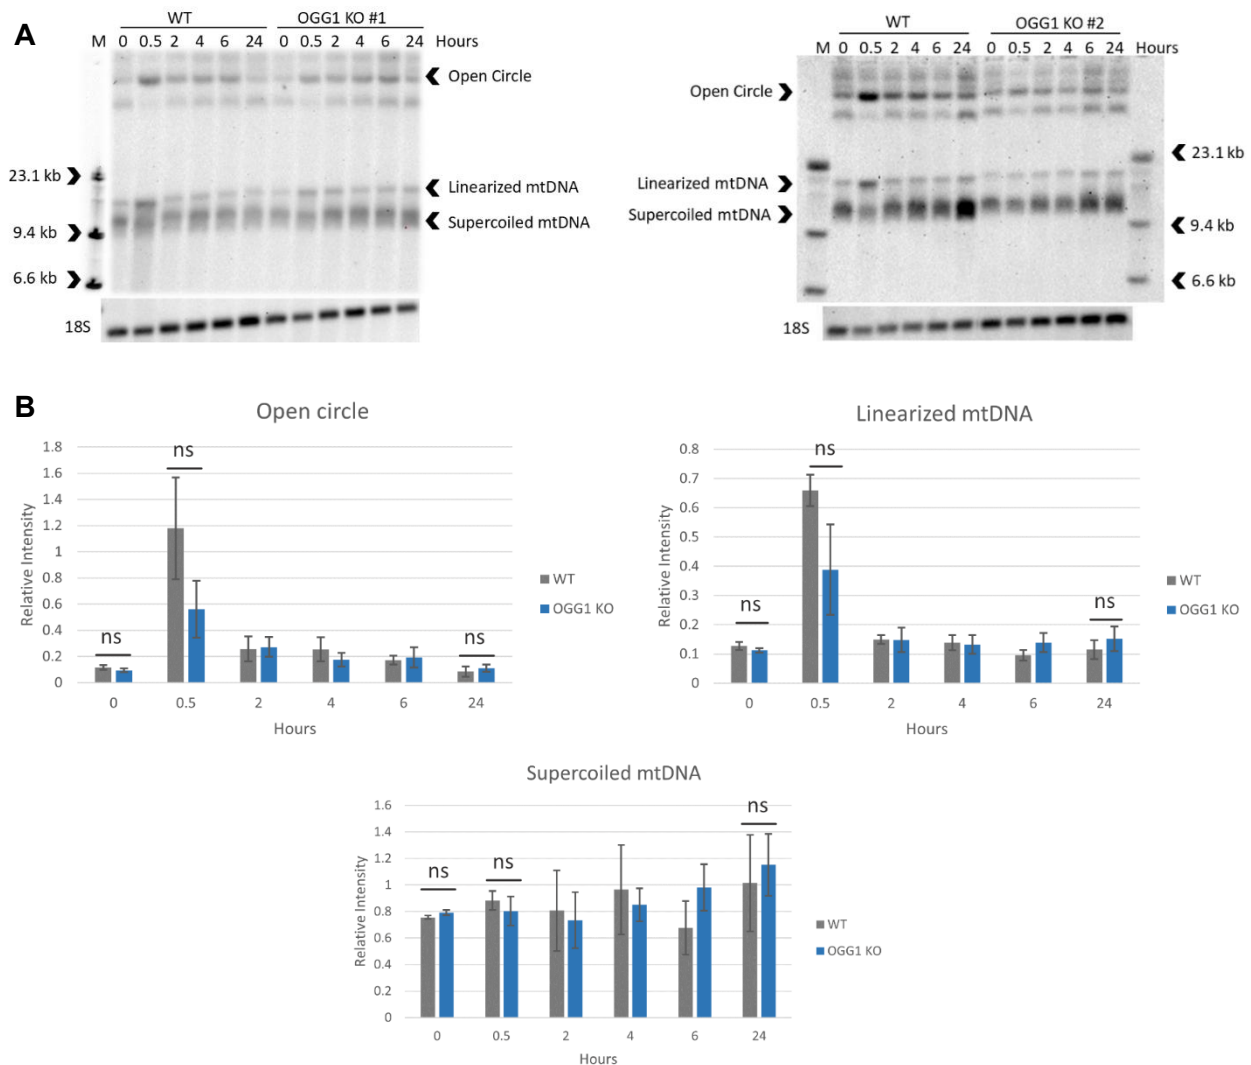 A
WT OGG1 KO #1
M 0 0.5 2 4 6 24 0 0.5 2 4 6 24 Hours
Open Circle
23.1 kb
Linearized mtDNA
Supercoiled mtDNA
9.4 kb
6.6 kb
18S
WT OGG1 KO #2
M 0 0.5 2 4 6 24 0 0.5 2 4 6 24 Hours
Open Circle
23.1 kb
Linearized mtDNA
Supercoiled mtDNA
9.4 kb
6.6 kb
18S
B
Open circle
Relative Intensity
1.8
1.6
1.4
1.2
1
0.8
0.6
0.4
0.2
0
ns
ns
ns
0 0.5 2 4 6 24
Hours
WT
OGG1 KO
Linearized mtDNA
Relative Intensity
0.8
0.7
0.6
0.5
0.4
0.3
0.2
0.1
0
ns
ns
ns
0 0.5 2 4 6 24
Hours
WT
OGG1 KO
Supercoiled mtDNA
Relative Intensity
1.6
1.4
1.2
1
0.8
0.6
0.4
0.2
0
ns
ns
ns
0 0.5 2 4 6 24
Hours
WT
OGG1 KO